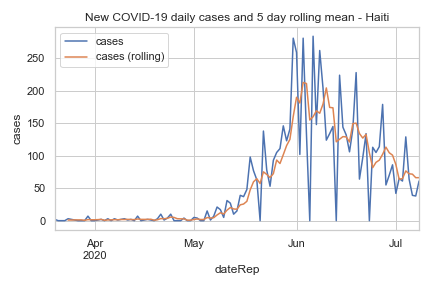 New COVID-19 daily cases and 5 day rolling mean - Haiti
cases
cases (rolling)
250
200
150
100
50
0
cases
Apr
2020
May
Jun
Jul
dateRep